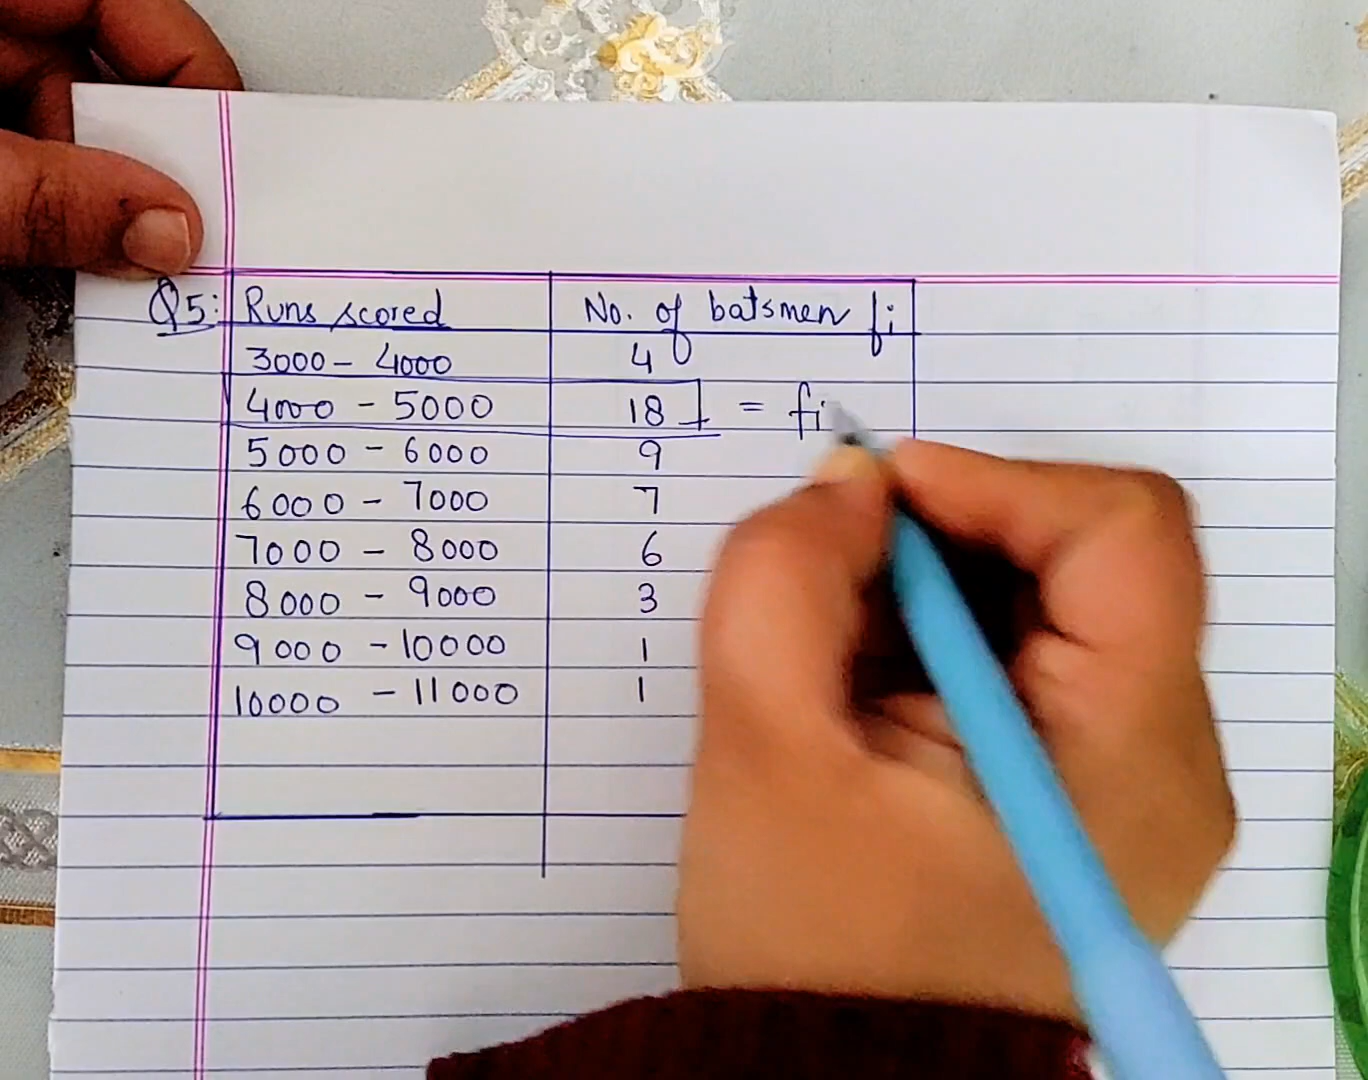 Q5: Runs scored No. of batsmen fi
3000 - 4000 4
4000 - 5000 18 = fi
5000 - 6000 9
6000 - 7000 7
7000 - 8000 6
8000 - 9000 3
9000 - 10000 1
10000 - 11000 1